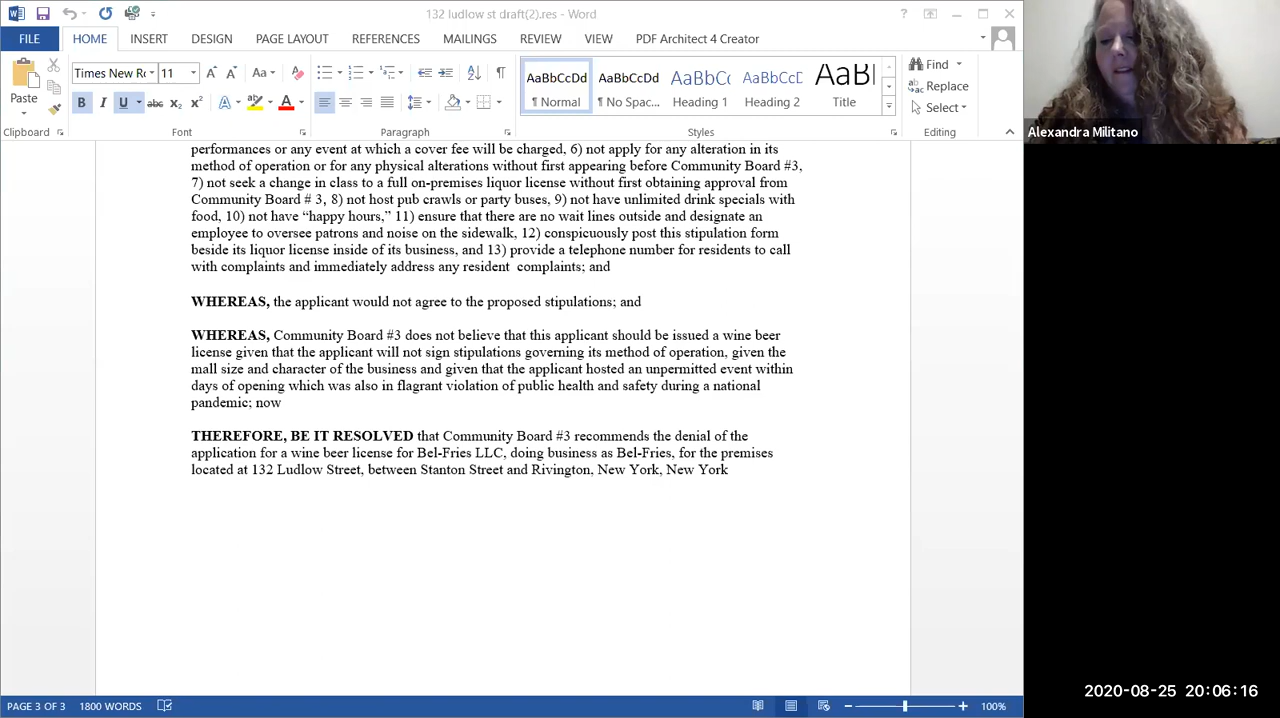 132 ludlow st draft(2).res - Word
FILE HOME INSERT DESIGN PAGE LAYOUT REFERENCES MAILINGS REVIEW VIEW PDF Architect 4 Creator
Times New Ro 11 Aa
Paste
B I U abc x₂ x² A A
AaBbCcDd AaBbCcDd AaBbC AaBbCcD AaB
¶ Normal ¶ No Spac... Heading 1 Heading 2 Title
Find
Replace
Select
Clipboard Font Paragraph Styles Editing
Alexandra Militano
performances or any event at which a cover fee will be charged, 6) not apply for any alteration in its
method of operation or for any physical alterations without first appearing before Community Board #3,
7) not seek a change in class to a full on-premises liquor license without first obtaining approval from
Community Board # 3, 8) not host pub crawls or party buses, 9) not have unlimited drink specials with
food, 10) not have “happy hours,” 11) ensure that there are no wait lines outside and designate an
employee to oversee patrons and noise on the sidewalk, 12) conspicuously post this stipulation form
beside its liquor license inside of its business, and 13) provide a telephone number for residents to call
with complaints and immediately address any resident  complaints; and
WHEREAS, the applicant would not agree to the proposed stipulations; and
WHEREAS, Community Board #3 does not believe that this applicant should be issued a wine beer
license given that the applicant will not sign stipulations governing its method of operation, given the
mall size and character of the business and given that the applicant hosted an unpermitted event within
days of opening which was also in flagrant violation of public health and safety during a national
pandemic; now
THEREFORE, BE IT RESOLVED that Community Board #3 recommends the denial of the
application for a wine beer license for Bel-Fries LLC, doing business as Bel-Fries, for the premises
located at 132 Ludlow Street, between Stanton Street and Rivington, New York, New York
2020-08-25 20:06:16
PAGE 3 OF 3 1800 WORDS 100%